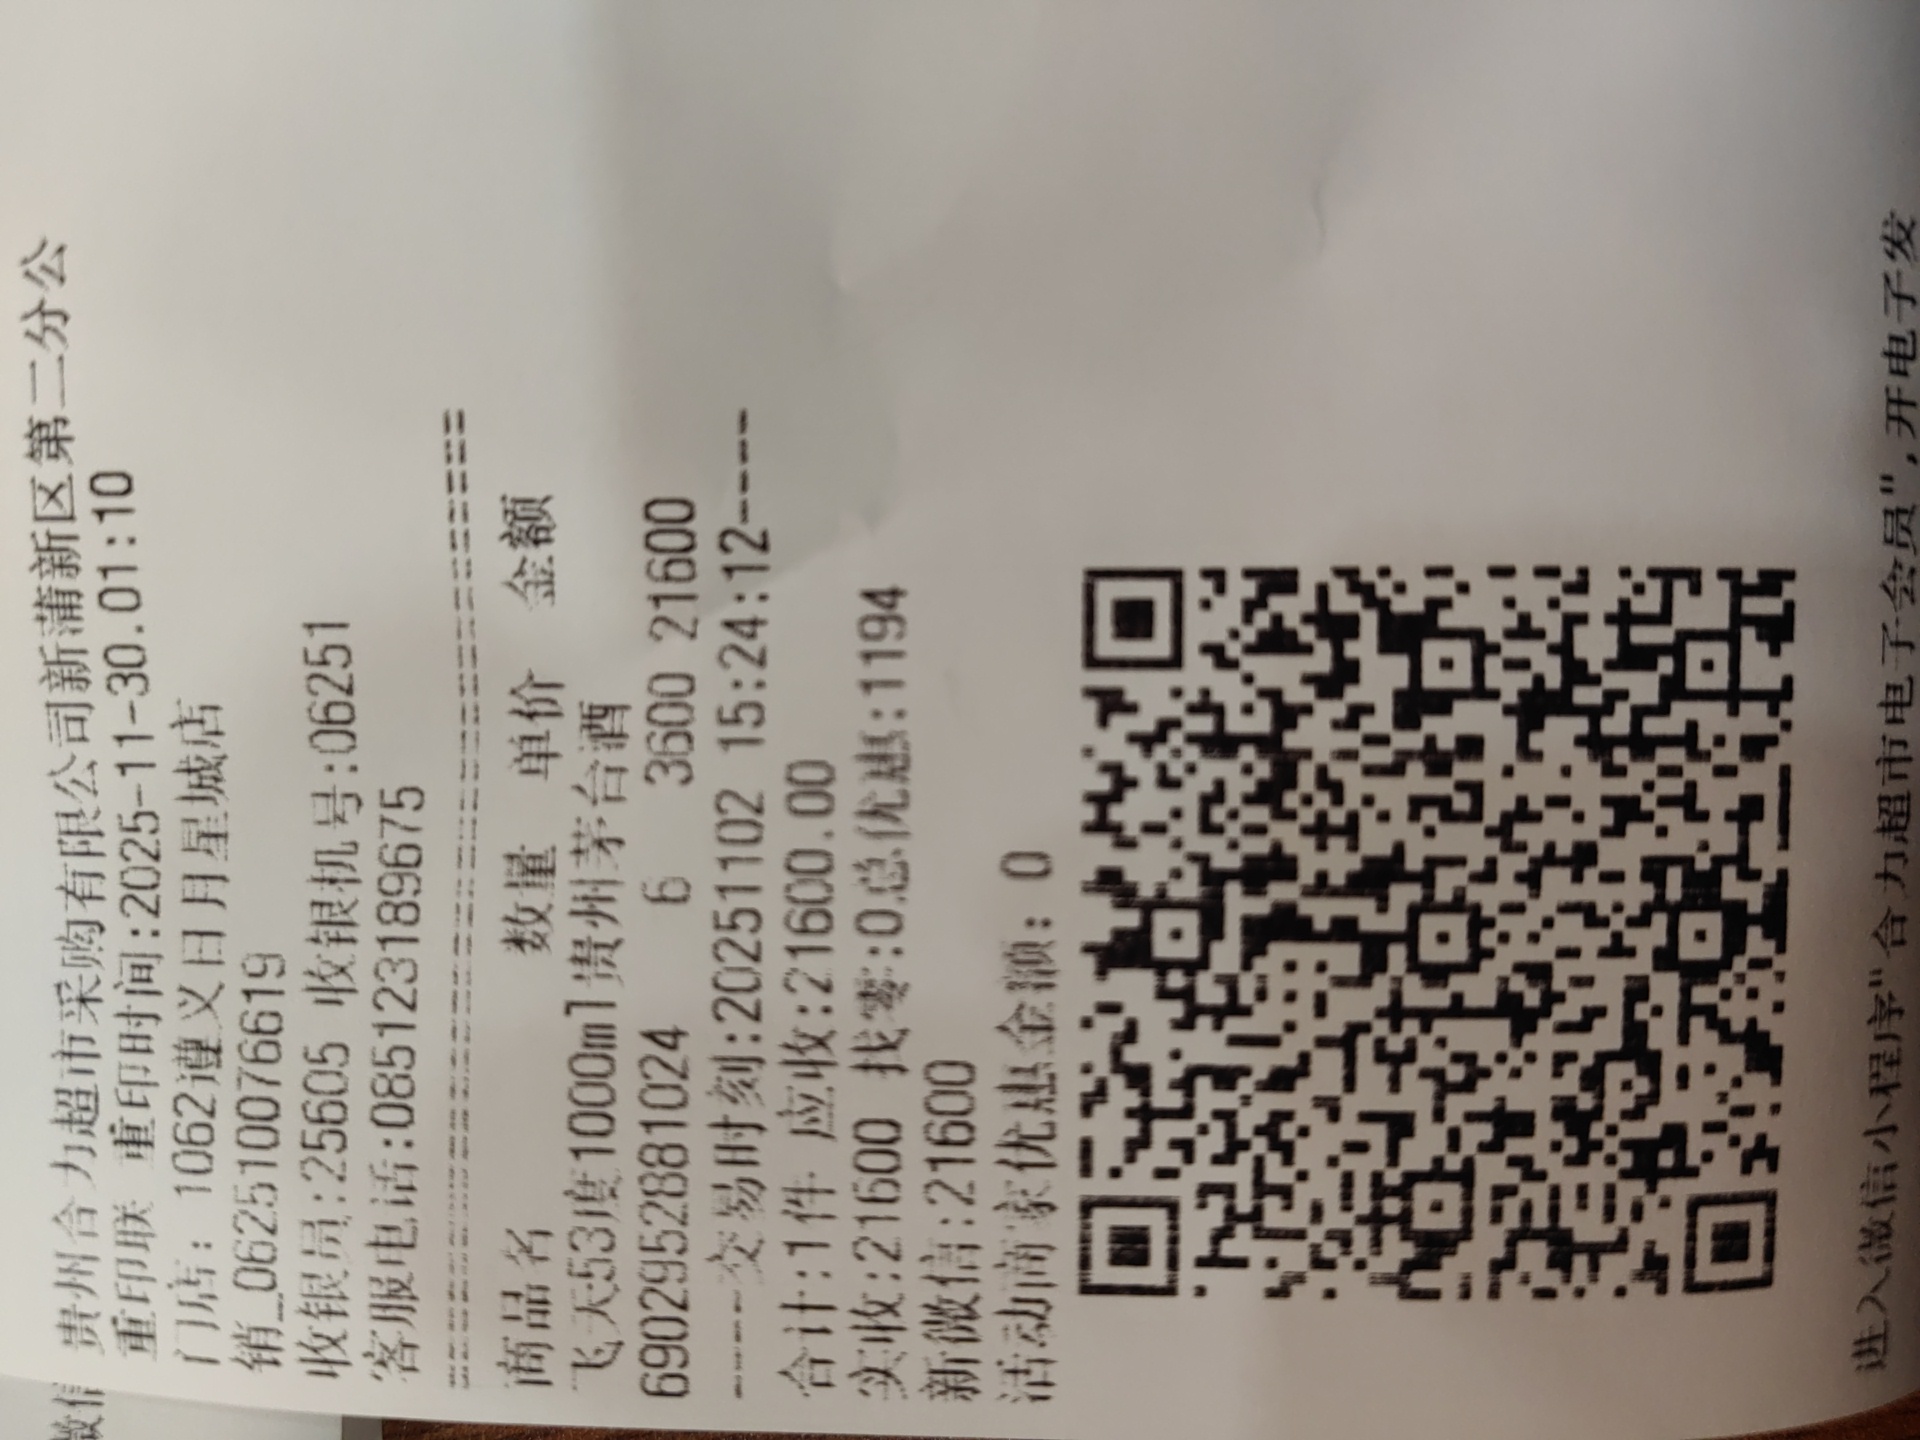 贵州合力超市采购有限公司新蒲新区第二分公
重印联 重印时间:2025-11-30.01:10
门店: 1062遵义日月星城店
销_0625100766​19
收银员:25605 收银机号:06251
客服电话:085123189675
================================
商品名 数量 单价 金额
飞天53度1000ml贵州茅台酒
6902952881024 6 3600 21600
-----交易时刻:20251102 15:24:12----
合计:1件 应收:21600.00
实收:21600 找零:0总优惠:1194
新微信:21600
活动商家优惠金额: 0
进入微信小程序"合力超市电子会员",开电子发
微信